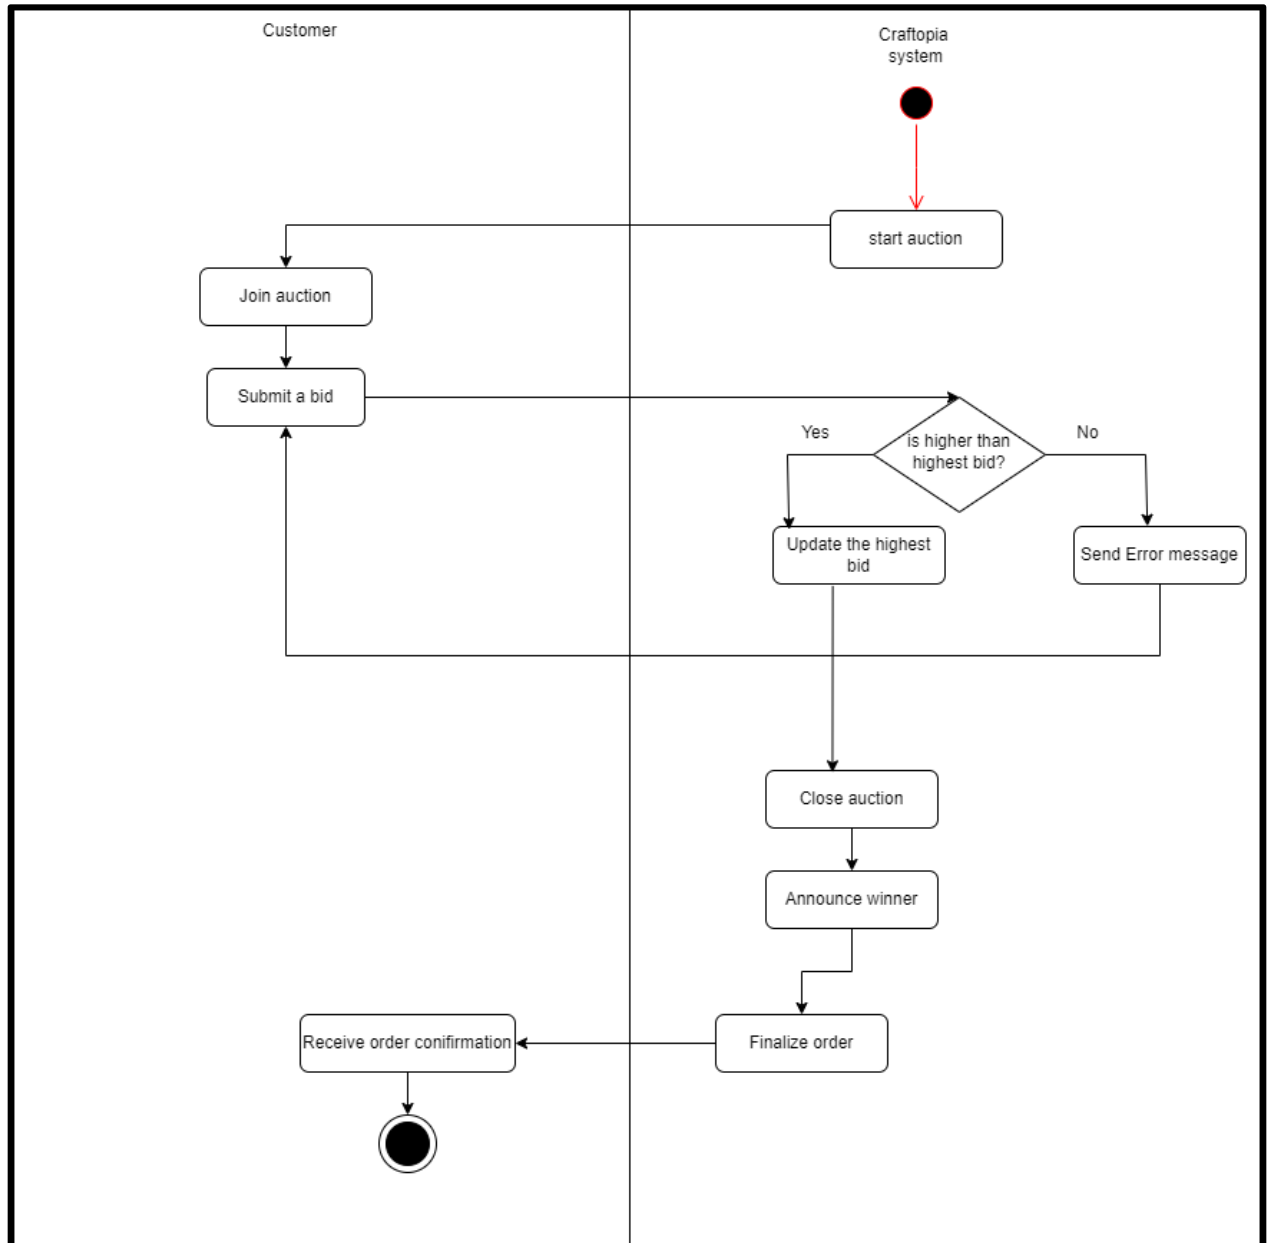 Customer
Craftopia
system
start auction
Join auction
Submit a bid
Yes
is higher than
highest bid?
No
Update the highest
bid
Send Error message
Close auction
Announce winner
Receive order conifirmation
Finalize order